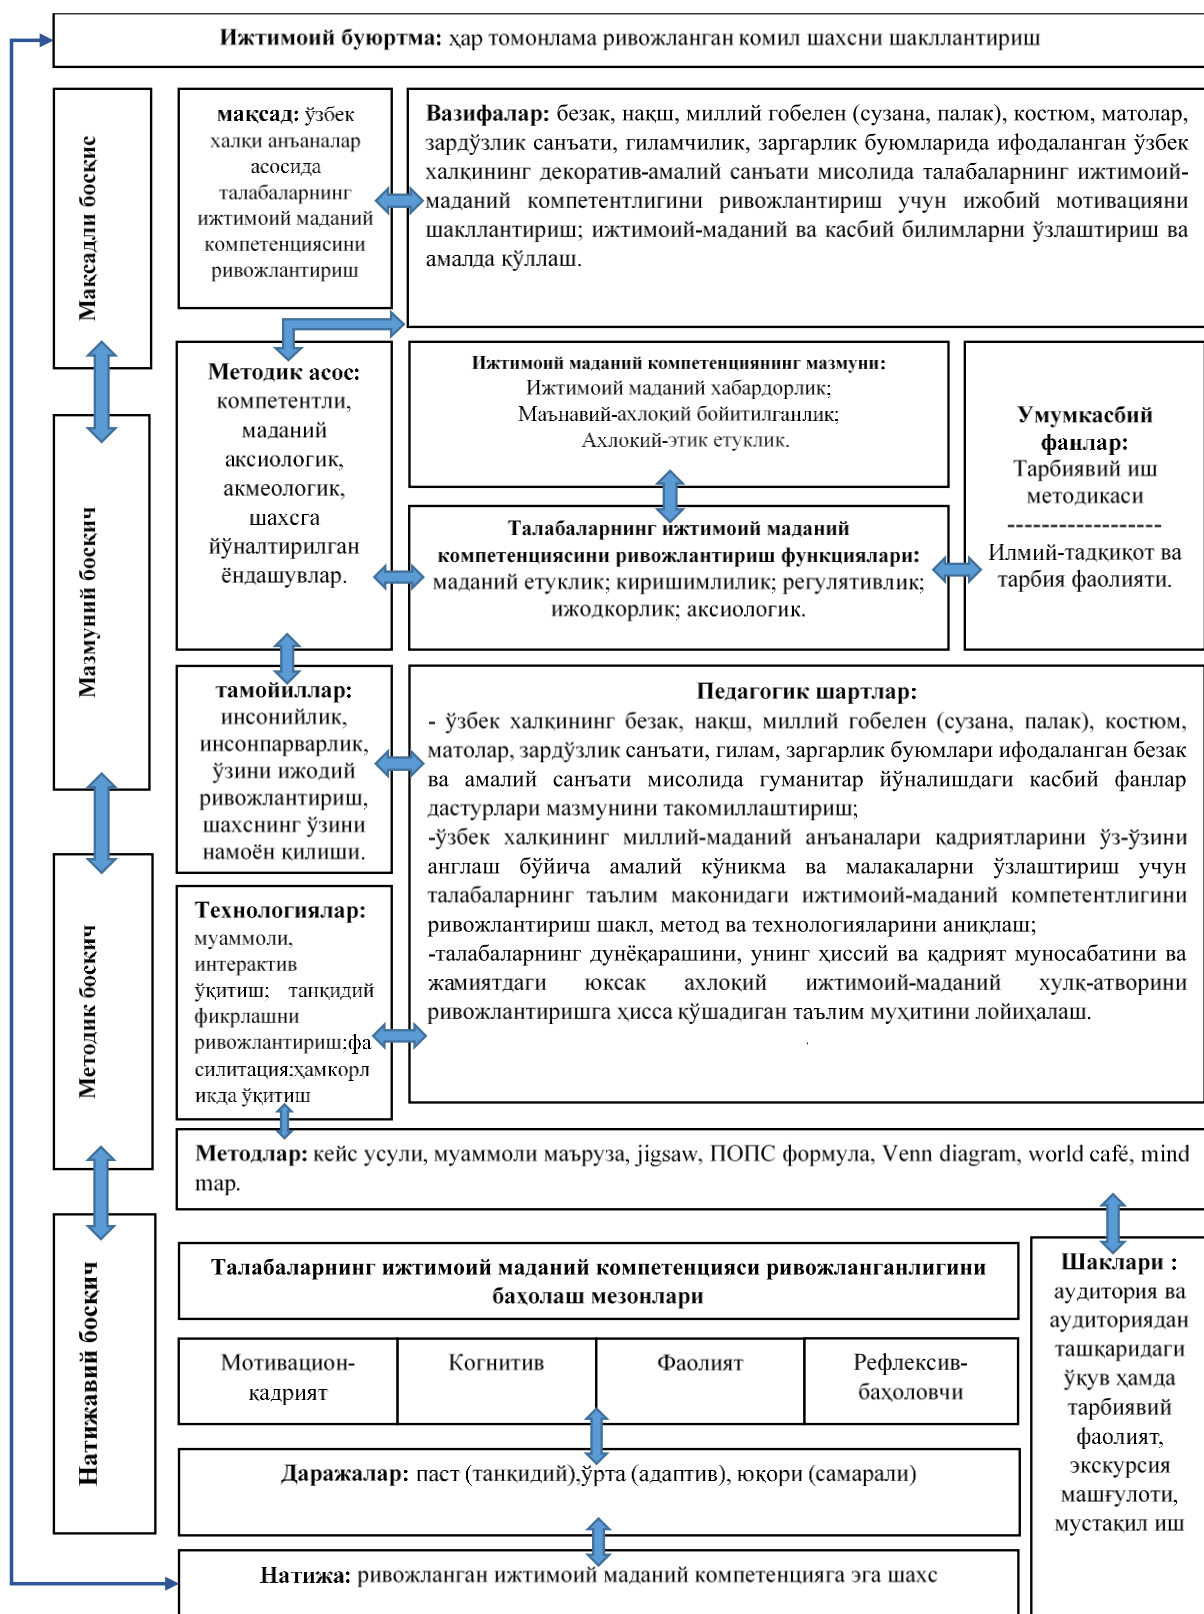 Ижтимоий буюртма: ҳар томонлама ривожланган комил шахсни шакллантириш
Мақсадли босқис
мақсад: ўзбек
халқи анъаналар
асосида
талабаларнинг
ижтимоий маданий
компетенциясини
ривожлантириш
Вазифалар: безак, нақш, миллий гобелен (сузана, палак), костюм, матолар,
зардўзлик санъати, гиламчилик, заргарлик буюмларида ифодаланган ўзбек
халқининг декоратив-амалий санъати мисолида талабаларнинг ижтимоий-
маданий компетентлигини ривожлантириш учун ижобий мотивацияни
шакллантириш; ижтимоий-маданий ва касбий билимларни ўзлаштириш ва
амалда қўллаш.
Мазмуний босқич
Методик асос:
компетентли,
маданий
аксиологик,
акмеологик,
шахсга
йўналтирилган
ёндашувлар.
Ижтимоий маданий компетенциянинг мазмуни:
Ижтимоий маданий хабардорлик;
Маънавий-ахлоқий бойитилганлик;
Ахлоқий-этик етуклик.
Талабаларнинг ижтимоий маданий
компетенциясини ривожлантириш функциялари:
маданий етуклик; киришимлилик; регулятивлик;
ижодкорлик; аксиологик.
Умумкасбий
фанлар:
Тарбиявий иш
методикаси
------------------
Илмий-тадқиқот ва
тарбия фаолияти.
тамойиллар:
инсонийлик,
инсонпарварлик,
ўзини ижодий
ривожлантириш,
шахснинг ўзини
намоён қилиши.
Педагогик шартлар:
- ўзбек халқининг безак, нақш, миллий гобелен (сузана, палак), костюм,
матолар, зардўзлик санъати, гилам, заргарлик буюмлари ифодаланган безак
ва амалий санъати мисолида гуманитар йўналишдаги касбий фанлар
дастурлари мазмунини такомиллаштириш;
-ўзбек халқининг миллий-маданий анъаналари қадриятларини ўз-ўзини
англаш бўйича амалий кўникма ва малакаларни ўзлаштириш учун
талабаларнинг таълим маконидаги ижтимоий-маданий компетентлигини
ривожлантириш шакл, метод ва технологияларини аниқлаш;
-талабаларнинг дунёқарашини, унинг ҳиссий ва қадрият муносабатини ва
жамиятдаги юксак ахлоқий ижтимоий-маданий хулқ-атворини
ривожлантиришга ҳисса қўшадиган таълим муҳитини лойиҳалаш.
Методик босқич
Технологиялар:
муаммоли,
интерактив
ўқитиш; танқидий
фикрлашни
ривожлантириш;фа
силитация;ҳамкорл
икда ўқитиш
Методлар: кейс усули, муаммоли маъруза, jigsaw, ПОПС формула, Venn diagram, world café, mind
map.
Натижавий босқич
Талабаларнинг ижтимоий маданий компетенцияси ривожланганлигини
баҳолаш мезонлари
Мотивацион-
қадрият
Когнитив
Фаолият
Рефлексив-
баҳоловчи
Даражалар: паст (танқидий),ўрта (адаптив), юқори (самарали)
Натижа: ривожланган ижтимоий маданий компетенцияга эга шахс
Шаклари :
аудитория ва
аудиториядан
ташқаридаги
ўқув ҳамда
тарбиявий
фаолият,
экскурсия
машғулоти,
мустақил иш